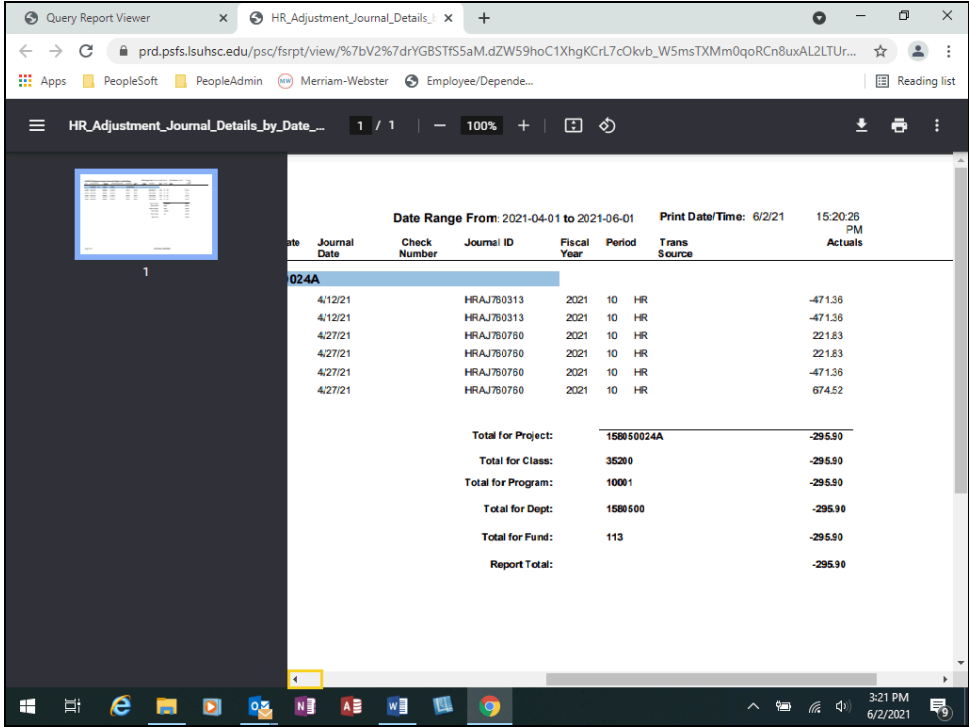 Query Report Viewer
HR_Adjustment_Journal_Details_
prd.psfs.lsuhsc.edu/psc/fsrpt/view/%7bV2%7drYGBSTfS5aM.dZW59hoC1XhgKCrL7cOkvb_W5msTXMm0qoRCn8uxAL2LTUr...
Apps PeopleSoft PeopleAdmin MW Merriam-Webster Employee/Depende... Reading list
HR_Adjustment_Journal_Details_by_Date_... 1 / 1 100%
1
Date Range From: 2021-04-01 to 2021-06-01 Print Date/Time: 6/2/21 15:20:26 PM
ate Journal Date Check Number Journal ID Fiscal Year Period Trans Source Actuals
024A
4/12/21 HRAJ760313 2021 10 HR -471.36
4/12/21 HRAJ760313 2021 10 HR -471.36
4/27/21 HRAJ760760 2021 10 HR 221.83
4/27/21 HRAJ760760 2021 10 HR 221.83
4/27/21 HRAJ760760 2021 10 HR -471.36
4/27/21 HRAJ760760 2021 10 HR 674.52
Total for Project: 158050024A -295.90
Total for Class: 35200 -295.90
Total for Program: 10001 -295.90
Total for Dept: 1580500 -295.90
Total for Fund: 113 -295.90
Report Total: -295.90
3:21 PM
6/2/2021